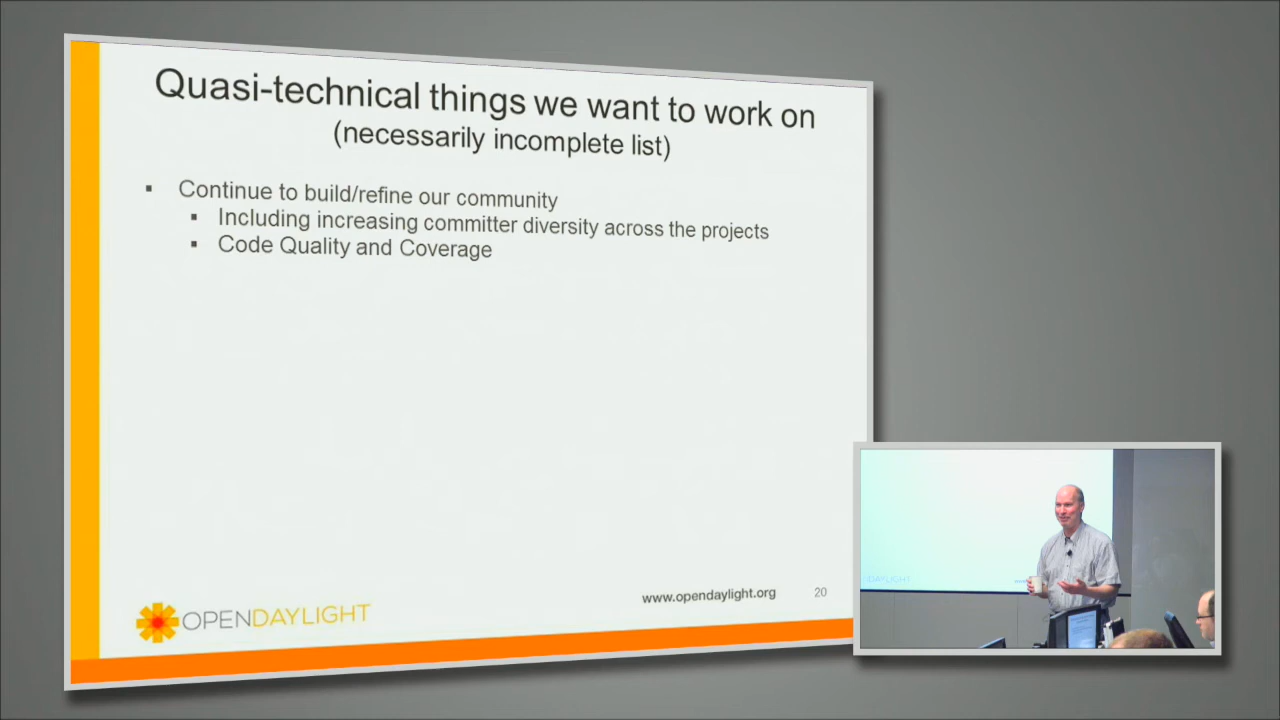 Quasi-technical things we want to work on
(necessarily incomplete list)
▪ Continue to build/refine our community
▪ Including increasing committer diversity across the projects
▪ Code Quality and Coverage
OPENDAYLIGHT
www.opendaylight.org 20
DAYLIGHT